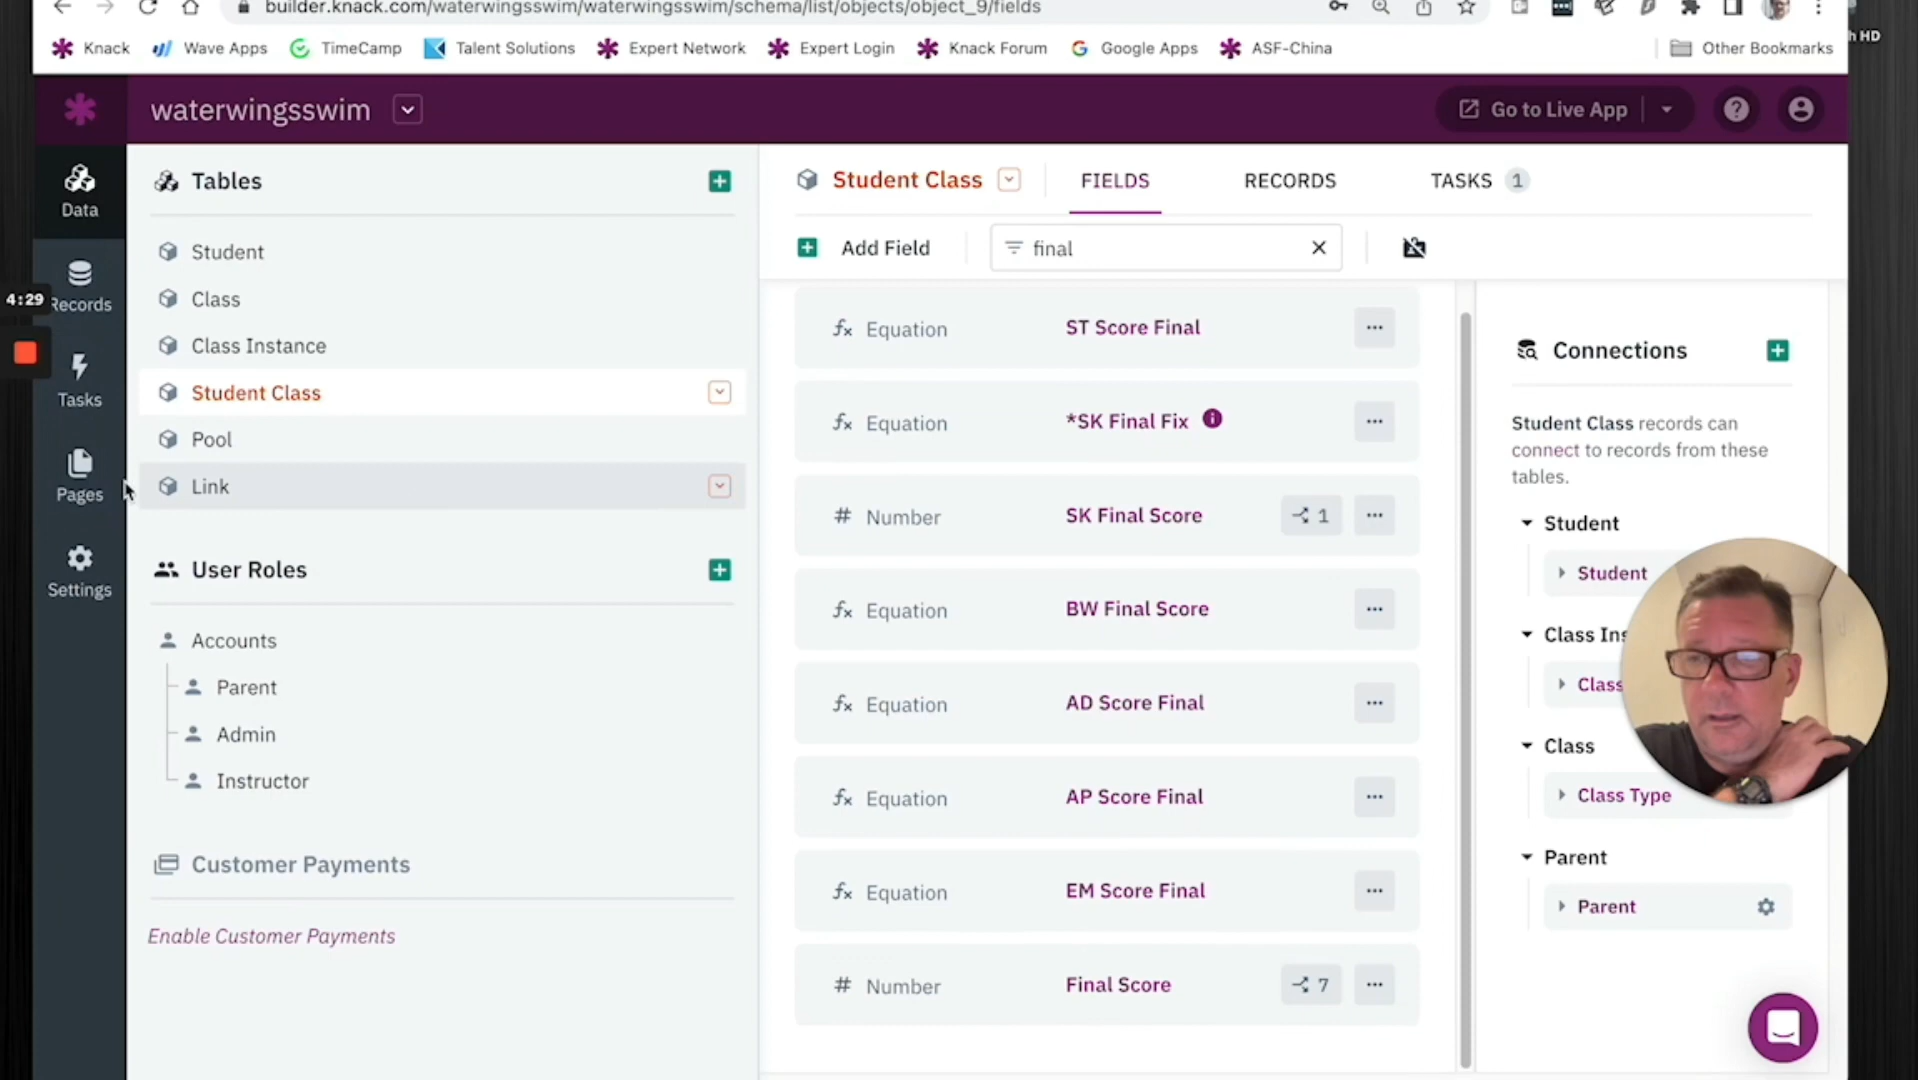 builder.knack.com/waterwingsswim/waterwingsswim/schema/list/objects/object_9/fields
Knack
Wave Apps
TimeCamp
Talent Solutions
Expert Network
Expert Login
Knack Forum
Google Apps
ASF-China
Other Bookmarks
h HD
waterwingsswim
Go to Live App
Data
Records
Tasks
Pages
Settings
4:29
Tables
Student
Class
Class Instance
Student Class
Pool
Link
User Roles
Accounts
Parent
Admin
Instructor
Customer Payments
Enable Customer Payments
Student Class
FIELDS
RECORDS
TASKS 1
Add Field
final
Equation ST Score Final
Equation *SK Final Fix
Number SK Final Score 1
Equation BW Final Score
Equation AD Score Final
Equation AP Score Final
Equation EM Score Final
Number Final Score 7
Connections
Student Class records can
connect to records from these
tables.
Student
Student
Class Ins
Class
Class
Class Type
Parent
Parent